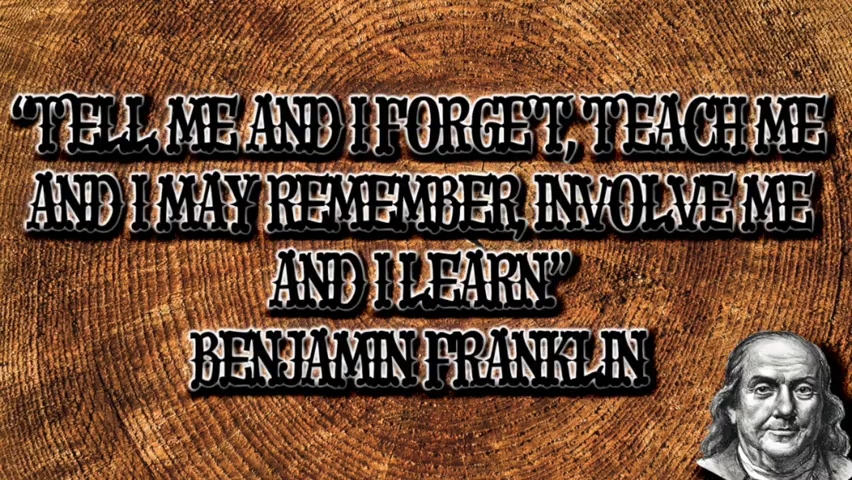 “TELL ME AND I FORGET, TEACH ME
AND I MAY REMEMBER, INVOLVE ME
AND I LEARN.”
BENJAMIN FRANKLIN